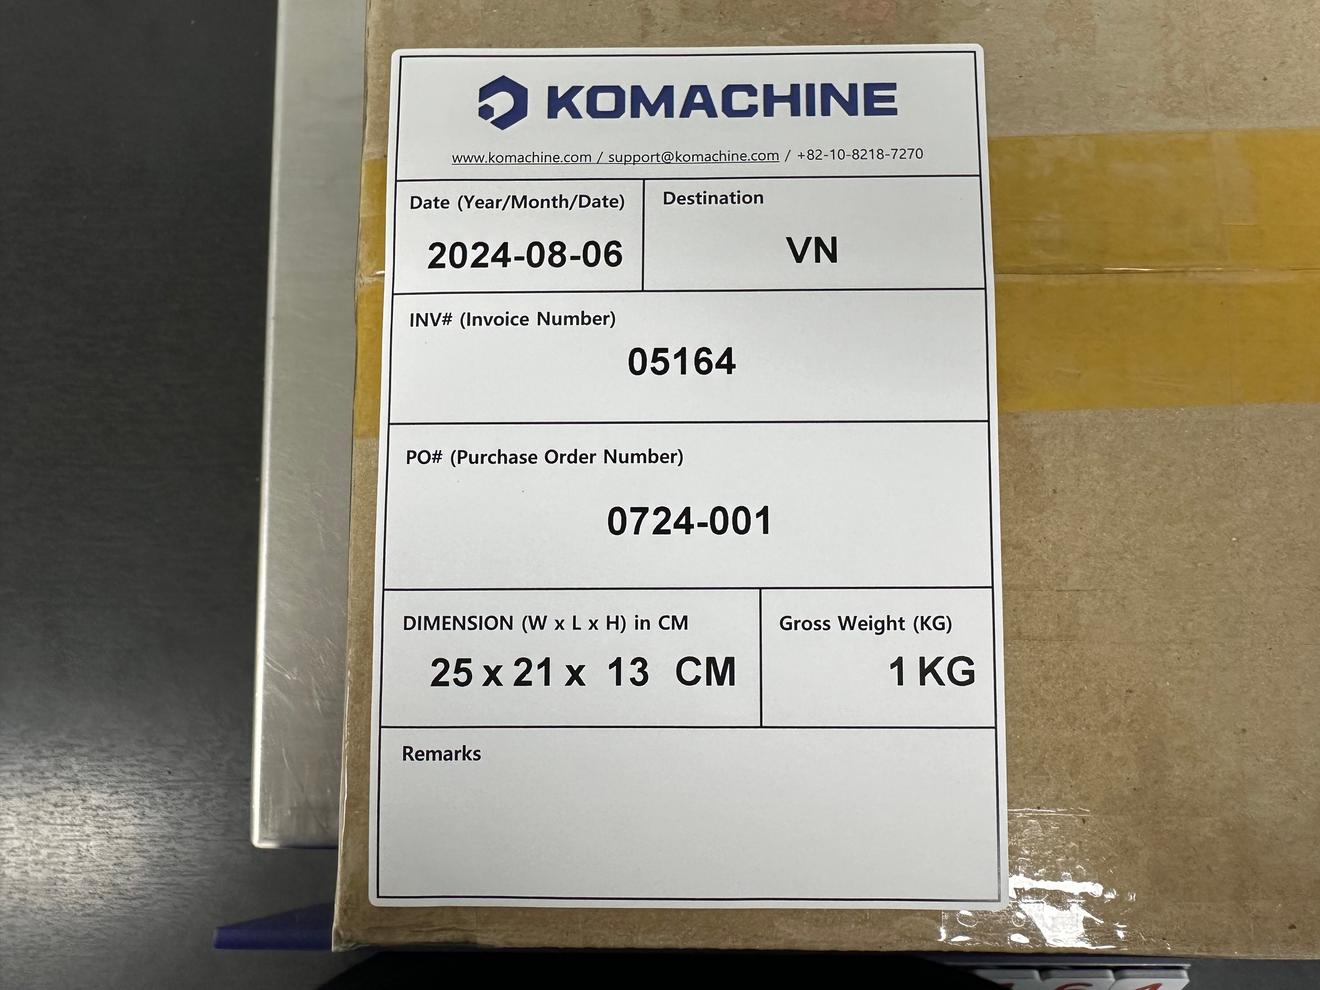 KOMACHINE
www.komachine.com / support@komachine.com / +82-10-8218-7270
Date (Year/Month/Date)
2024-08-06
Destination
VN
INV# (Invoice Number)
05164
PO# (Purchase Order Number)
0724-001
DIMENSION (W x L x H) in CM
25 x 21 x 13 CM
Gross Weight (KG)
1 KG
Remarks